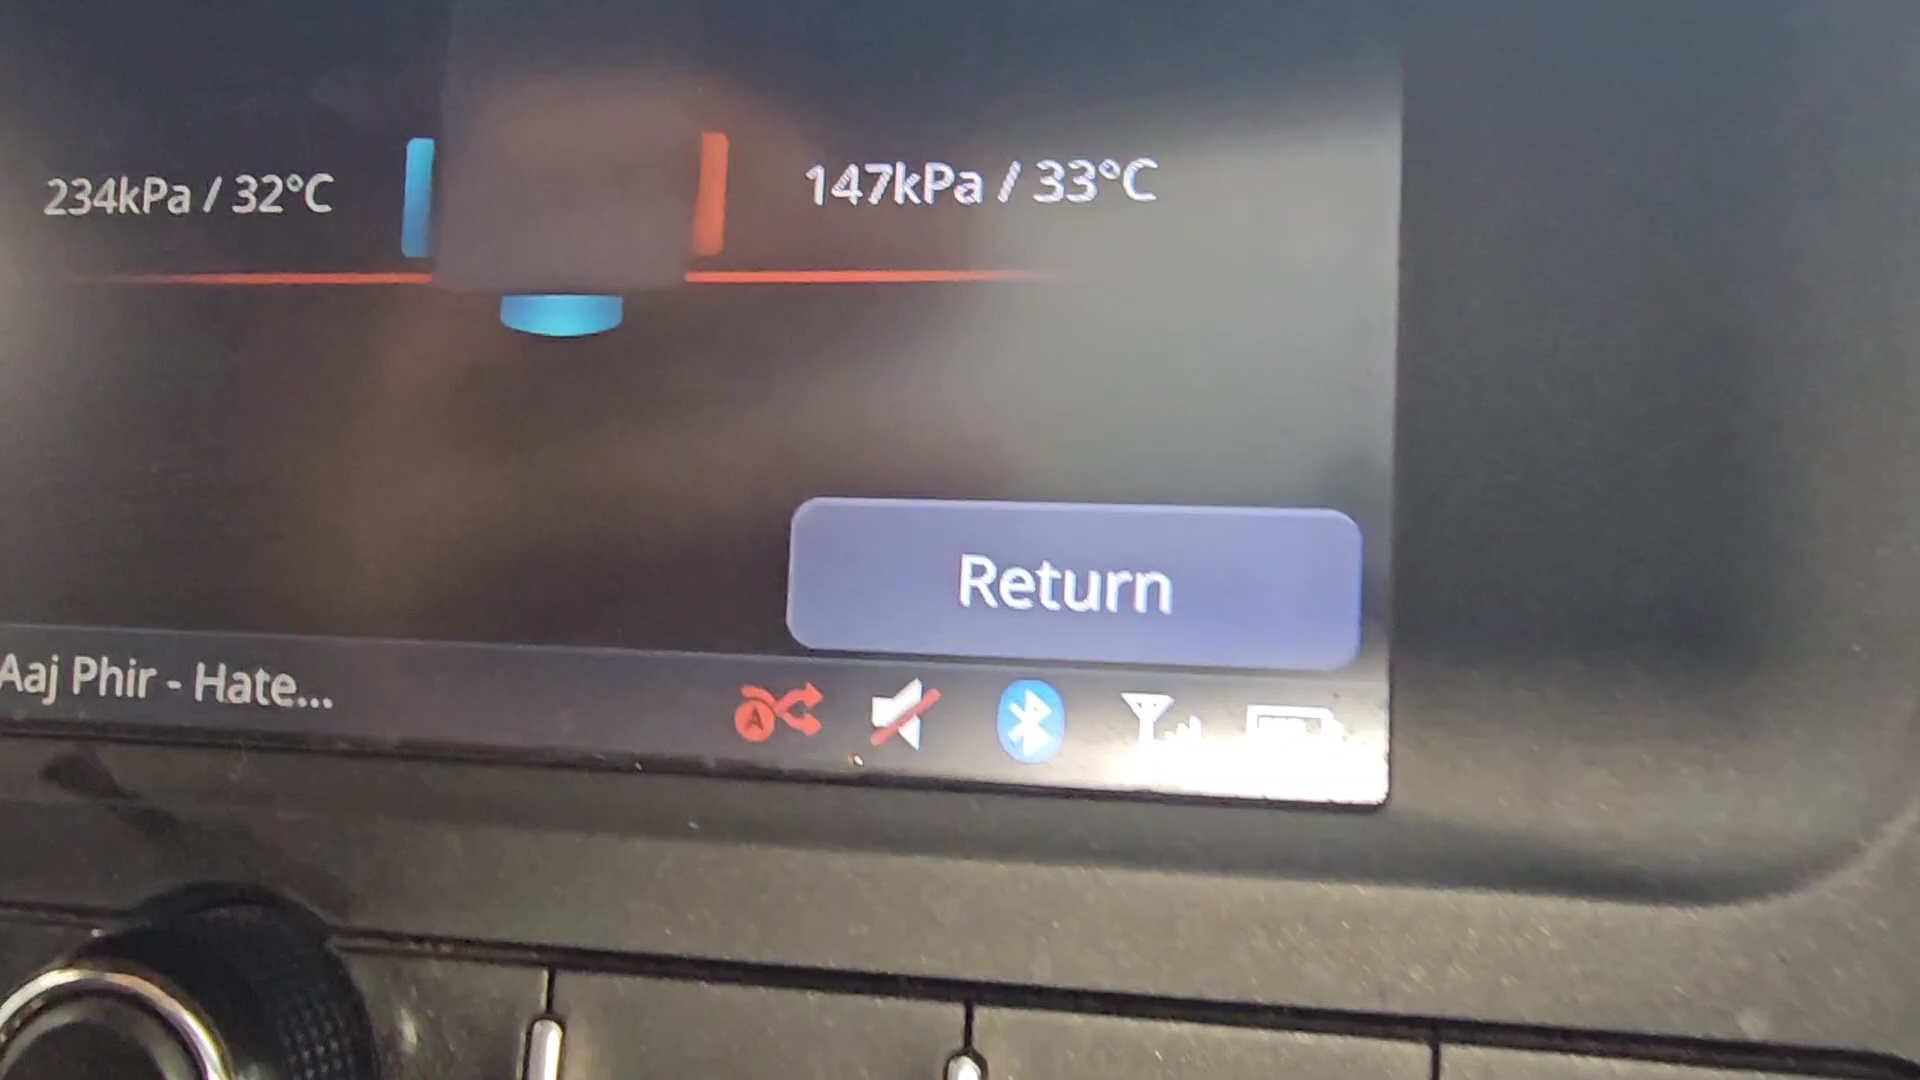 234kPa / 32°C
147kPa / 33°C
Return
Aaj Phir - Hate...
A